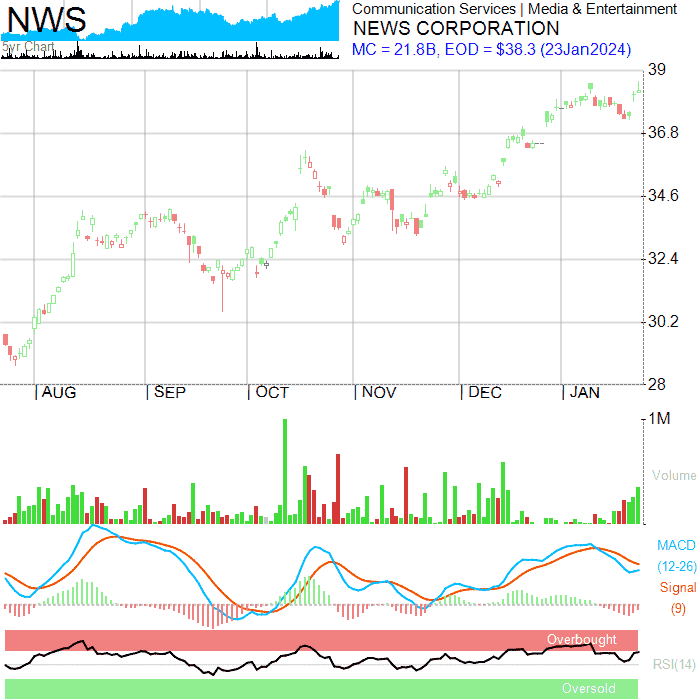 NWS
5yr Chart
Communication Services | Media & Entertainment
NEWS CORPORATION
MC = 21.8B, EOD = $38.3 (23Jan2024)
39
36.8
34.6
32.4
30.2
28
| AUG | SEP | OCT | NOV | DEC | JAN
1M
Volume
MACD
(12-26)
Signal
(9)
Overbought
RSI(14)
Oversold